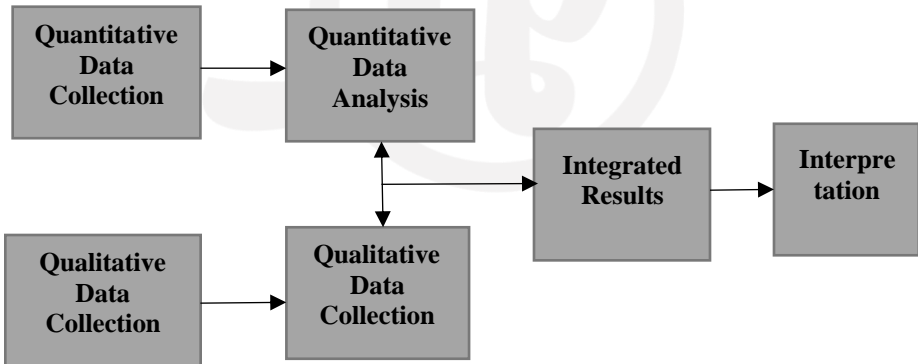 Quantitative
Data
Collection
Quantitative
Data
Analysis
Integrated
Results
Interpre
tation
Qualitative
Data
Collection
Qualitative
Data
Collection